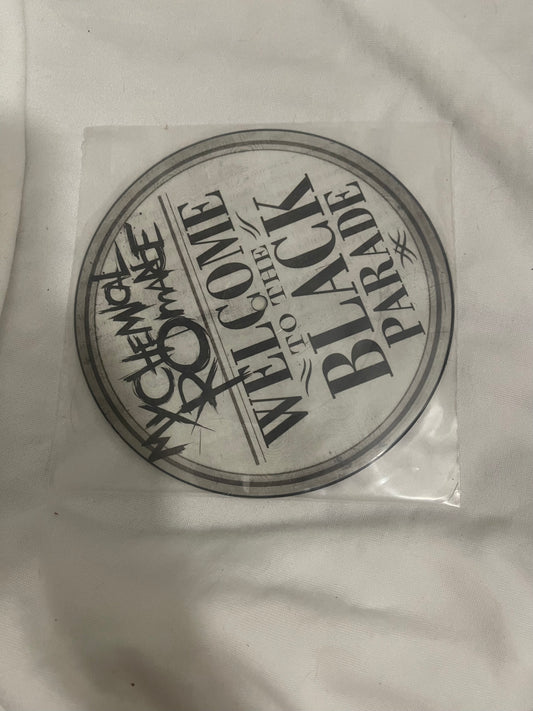 MY CHEMICAL
ROMANCE
WELCOME
TO THE
BLACK
PARADE